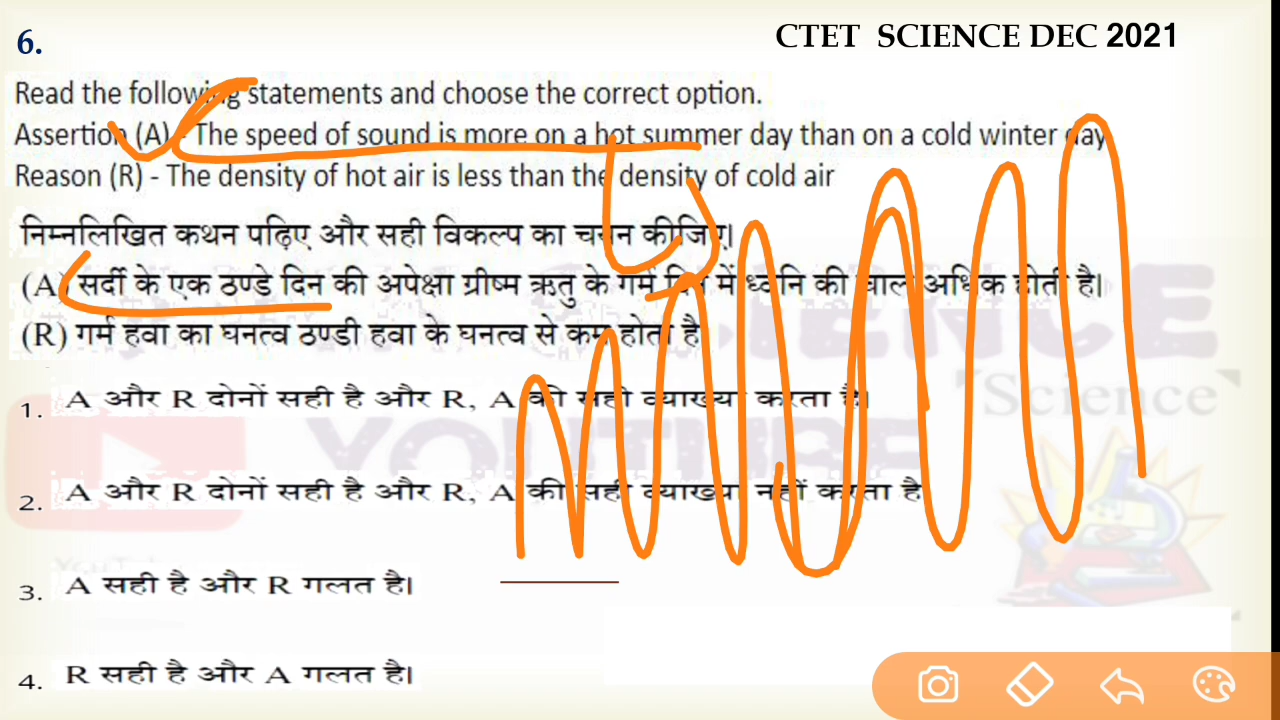 CTET SCIENCE DEC 2021
6.
Read the following statements and choose the correct option.
Assertion (A) - The speed of sound is more on a hot summer day than on a cold winter day
Reason (R) - The density of hot air is less than the density of cold air
निम्नलिखित कथन पढ़िए और सही विकल्प का चयन कीजिए।
(A) सर्दी के एक ठण्डे दिन की अपेक्षा ग्रीष्म ऋतु के गर्म दिन में ध्वनि की चाल अधिक होती है।
(R) गर्म हवा का घनत्व ठण्डी हवा के घनत्व से कम होता है
1. A और R दोनों सही है और R, A की सही व्याख्या करता है।
2. A और R दोनों सही है और R, A की सही व्याख्या नहीं करता है
3. A सही है और R गलत है।
4. R सही है और A गलत है।
SCIENCE
Science
YOUTUBE